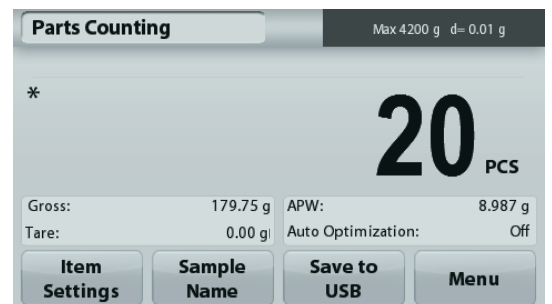 Parts Counting
Max 4200 g d= 0.01 g
*
20 PCS
Gross: 179.75 g APW: 8.987 g
Tare: 0.00 g Auto Optimization: Off
Item Settings
Sample Name
Save to USB
Menu